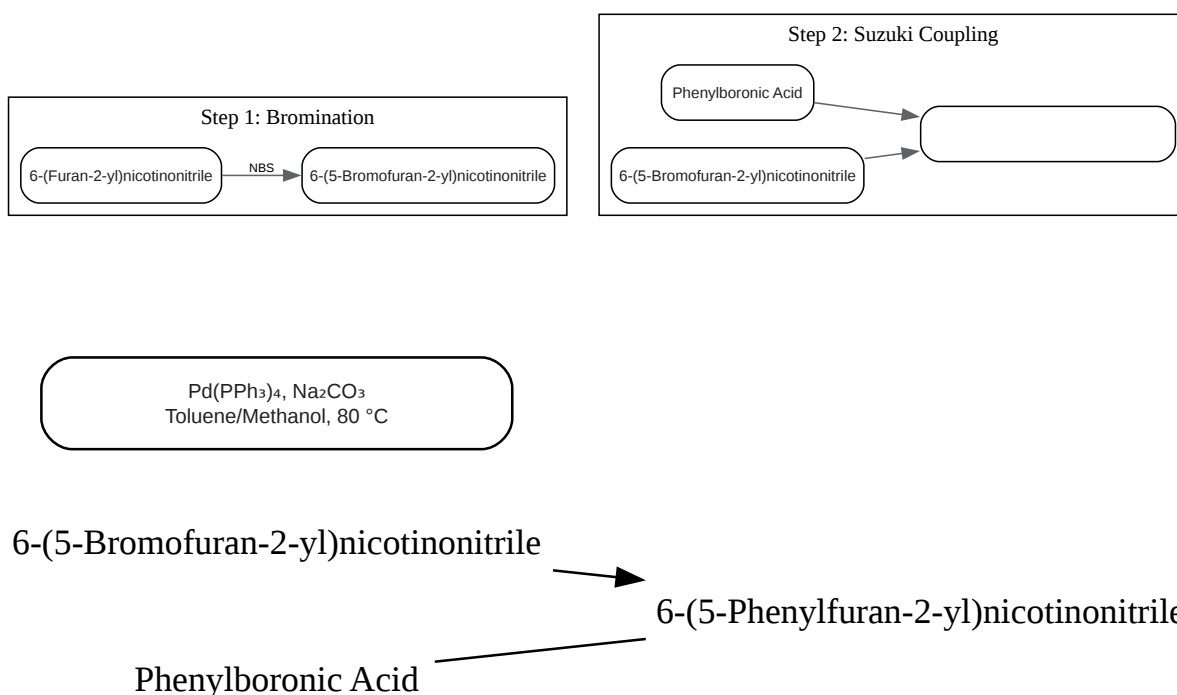 Step 1: Bromination
6-(Furan-2-yl)nicotinonitrile
NBS
6-(5-Bromofuran-2-yl)nicotinonitrile
Step 2: Suzuki Coupling
Phenylboronic Acid
6-(5-Bromofuran-2-yl)nicotinonitrile
Pd(PPh₃)₄, Na₂CO₃
Toluene/Methanol, 80 °C
6-(5-Bromofuran-2-yl)nicotinonitrile
6-(5-Phenylfuran-2-yl)nicotinonitrile
Phenylboronic Acid